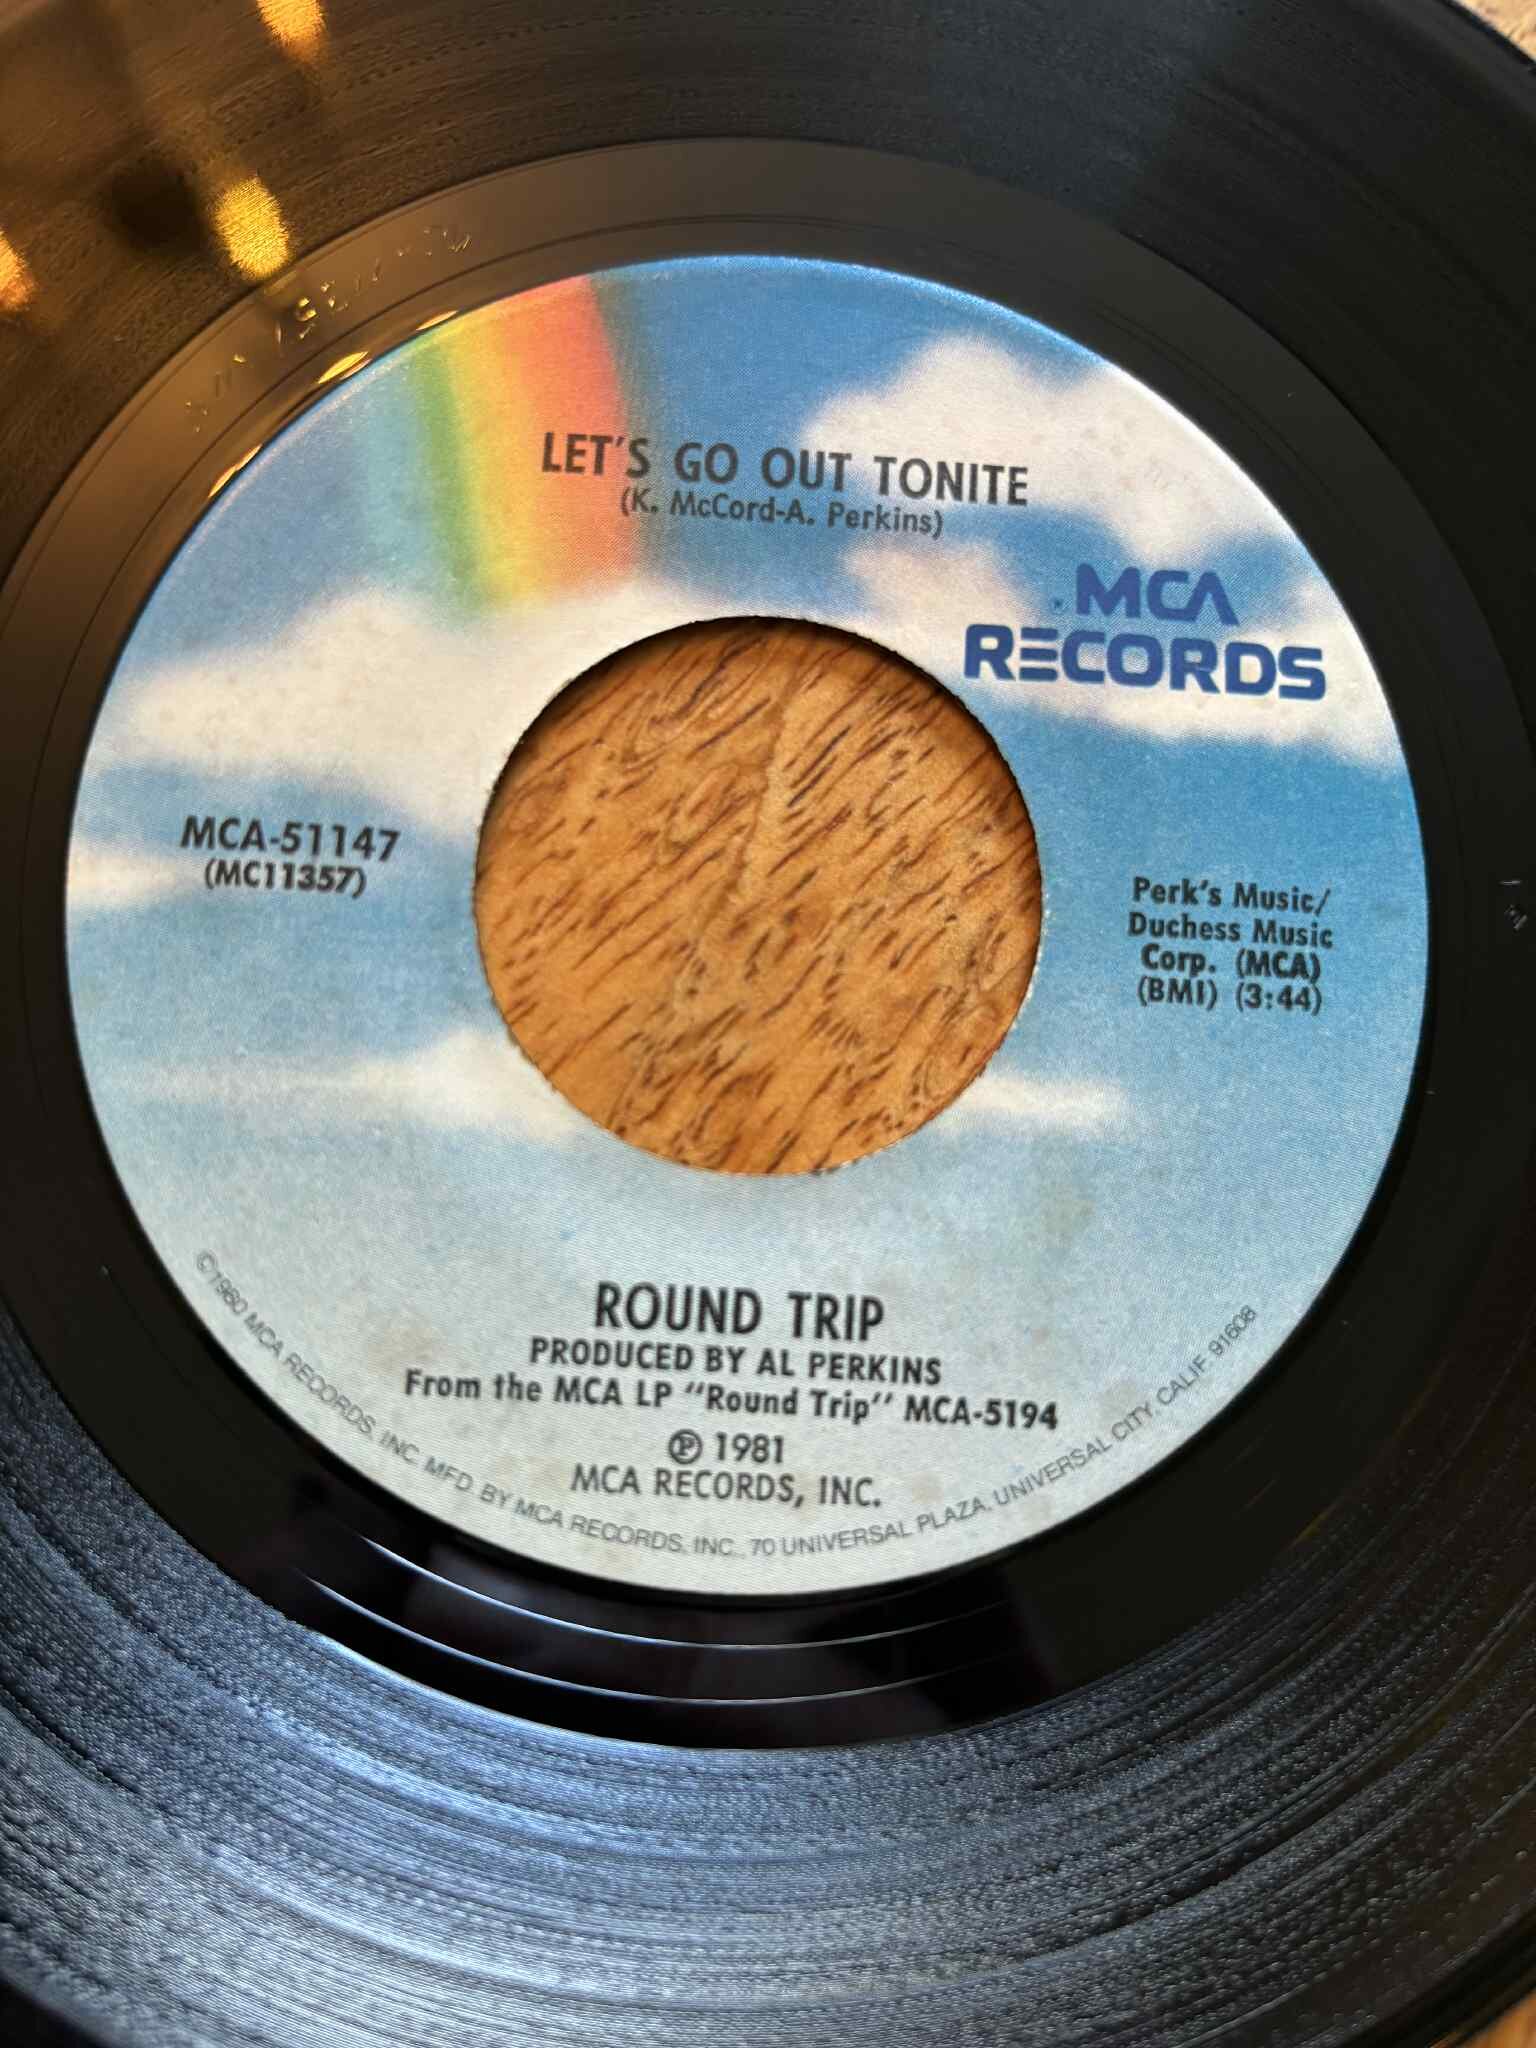 LET'S GO OUT TONITE
(K. McCord-A. Perkins)
MCA
RECORDS
MCA-51147
(MC11357)
Perk's Music/
Duchess Music
Corp. (MCA)
(BMI) (3:44)
ROUND TRIP
PRODUCED BY AL PERKINS
From the MCA LP "Round Trip" MCA-5194
℗ 1981
MCA RECORDS, INC.
©1980 MCA RECORDS, INC. MFD. BY MCA RECORDS, INC., 70 UNIVERSAL PLAZA, UNIVERSAL CITY, CALIF. 91608